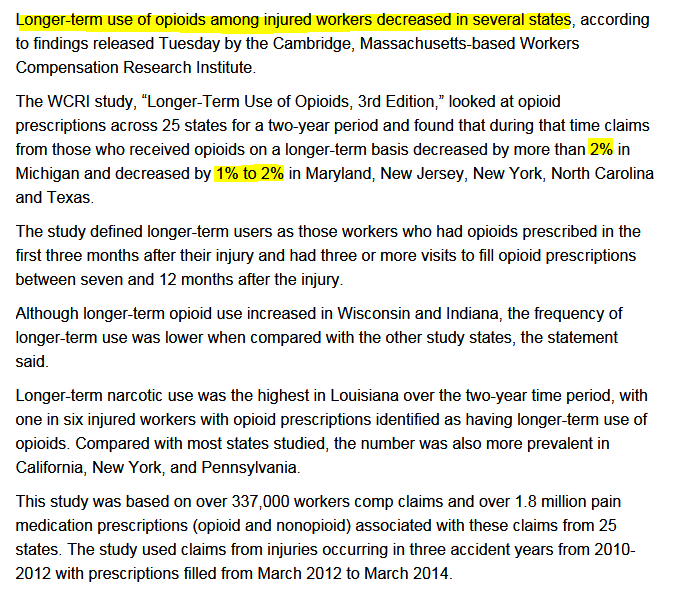 Longer-term use of opioids among injured workers decreased in several states, according
to findings released Tuesday by the Cambridge, Massachusetts-based Workers
Compensation Research Institute.
The WCRI study, “Longer-Term Use of Opioids, 3rd Edition,” looked at opioid
prescriptions across 25 states for a two-year period and found that during that time claims
from those who received opioids on a longer-term basis decreased by more than 2% in
Michigan and decreased by 1% to 2% in Maryland, New Jersey, New York, North Carolina
and Texas.
The study defined longer-term users as those workers who had opioids prescribed in the
first three months after their injury and had three or more visits to fill opioid prescriptions
between seven and 12 months after the injury.
Although longer-term opioid use increased in Wisconsin and Indiana, the frequency of
longer-term use was lower when compared with the other study states, the statement
said.
Longer-term narcotic use was the highest in Louisiana over the two-year time period, with
one in six injured workers with opioid prescriptions identified as having longer-term use of
opioids. Compared with most states studied, the number was also more prevalent in
California, New York, and Pennsylvania.
This study was based on over 337,000 workers comp claims and over 1.8 million pain
medication prescriptions (opioid and nonopioid) associated with these claims from 25
states. The study used claims from injuries occurring in three accident years from 2010-
2012 with prescriptions filled from March 2012 to March 2014.